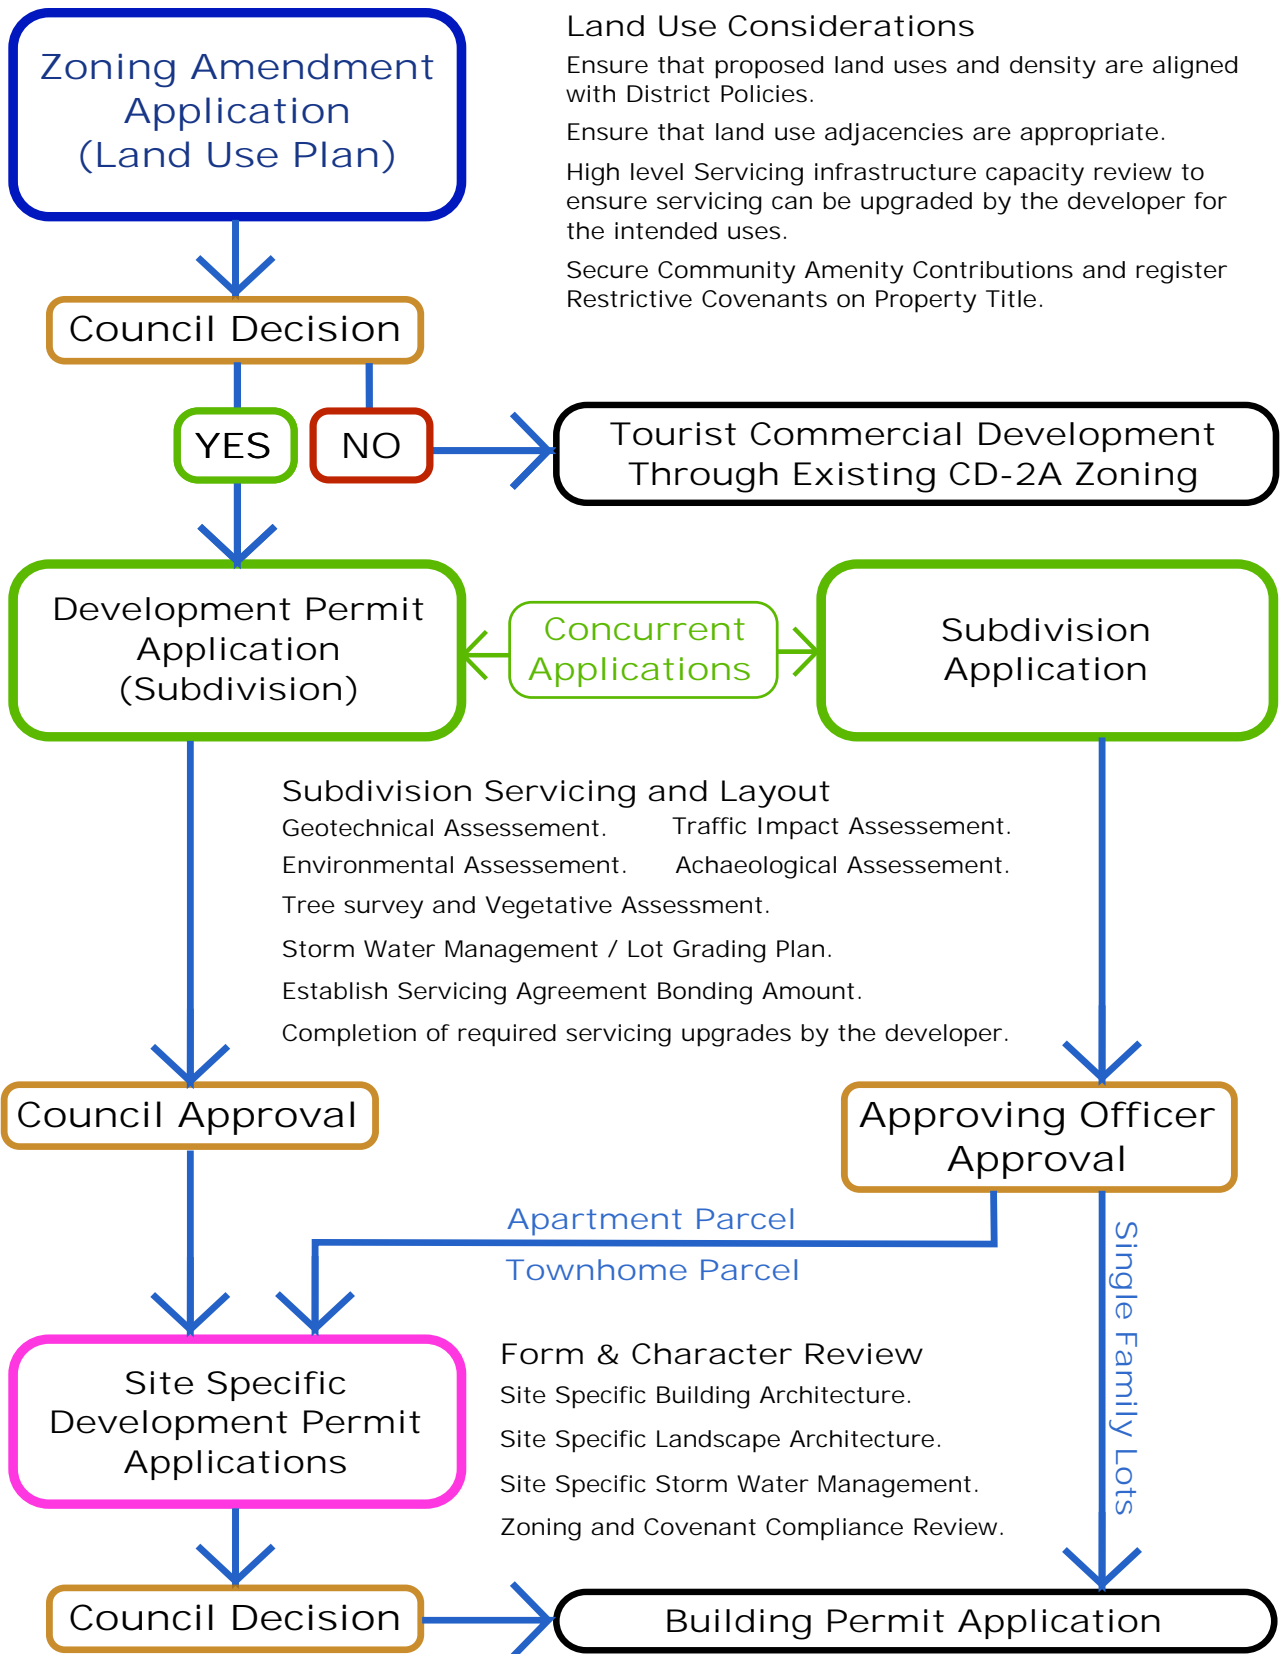 Zoning Amendment
Application
(Land Use Plan)
Land Use Considerations
Ensure that proposed land uses and density are aligned
with District Policies.
Ensure that land use adjacencies are appropriate.
High level Servicing infrastructure capacity review to
ensure servicing can be upgraded by the developer for
the intended uses.
Secure Community Amenity Contributions and register
Restrictive Covenants on Property Title.
Council Decision
YES
NO
Tourist Commercial Development
Through Existing CD-2A Zoning
Development Permit
Application
(Subdivision)
Concurrent
Applications
Subdivision
Application
Subdivision Servicing and Layout
Geotechnical Assessement. Traffic Impact Assessement.
Environmental Assessement. Achaeological Assessement.
Tree survey and Vegetative Assessment.
Storm Water Management / Lot Grading Plan.
Establish Servicing Agreement Bonding Amount.
Completion of required servicing upgrades by the developer.
Council Approval
Approving Officer
Approval
Apartment Parcel
Townhome Parcel
Single Family Lots
Site Specific
Development Permit
Applications
Form & Character Review
Site Specific Building Architecture.
Site Specific Landscape Architecture.
Site Specific Storm Water Management.
Zoning and Covenant Compliance Review.
Council Decision
Building Permit Application